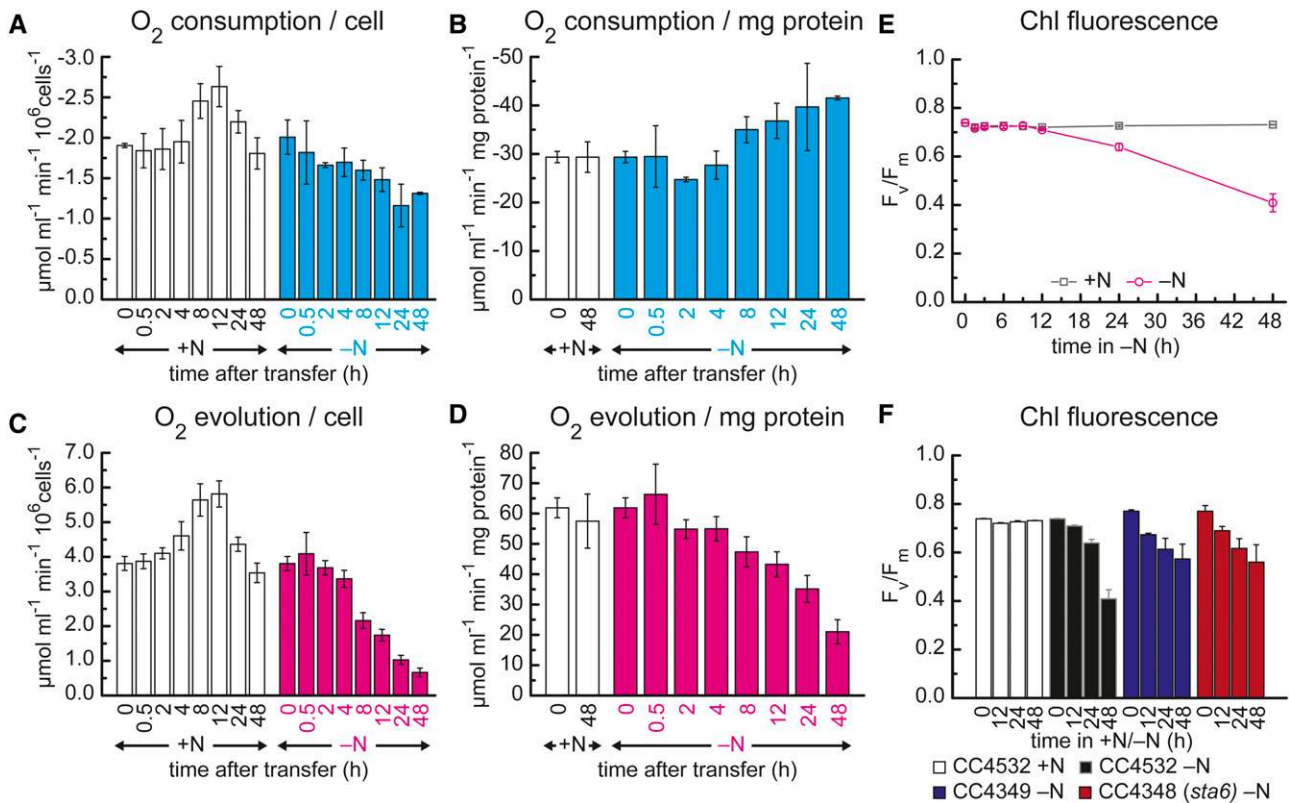 A
O2 consumption / cell
µmol ml-1 min-1 10^6cells-1
-3.0
-2.5
-2.0
-1.5
-1.0
-0.5
0.0
0 0.5 2 4 8 12 24 48 0 0.5 2 4 8 12 24 48
+N –N
time after transfer (h)
B
O2 consumption / mg protein
µmol ml-1 min-1 mg protein-1
-50
-40
-30
-20
-10
0
0 48 0 0.5 2 4 8 12 24 48
+N –N
time after transfer (h)
E
Chl fluorescence
Fv/Fm
1.0
0.8
0.6
0.4
0.2
0.0
+N –N
0 6 12 18 24 30 36 42 48
time in –N (h)
C
O2 evolution / cell
µmol ml-1 min-1 10^6cells-1
7.0
6.0
5.0
4.0
3.0
2.0
1.0
0.0
0 0.5 2 4 8 12 24 48 0 0.5 2 4 8 12 24 48
+N –N
time after transfer (h)
D
O2 evolution / mg protein
µmol ml-1 min-1 mg protein-1
80
70
60
50
40
30
20
10
0
0 48 0 0.5 2 4 8 12 24 48
+N –N
time after transfer (h)
F
Chl fluorescence
Fv/Fm
1.0
0.8
0.6
0.4
0.2
0.0
0 12 24 48 0 12 24 48 0 12 24 48 0 12 24 48
time in +N/–N (h)
CC4532 +N CC4532 –N
CC4349 –N CC4348 (sta6) –N